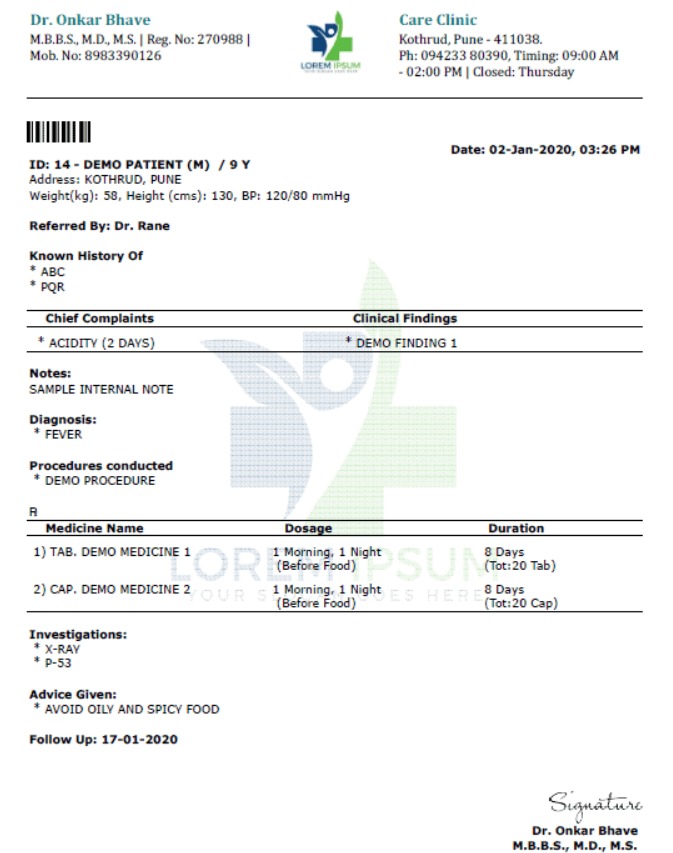 Dr. Onkar Bhave
M.B.B.S., M.D., M.S. | Reg. No: 270988 |
Mob. No: 8983390126
LOREM IPSUM
Care Clinic
Kothrud, Pune - 411038.
Ph: 094233 80390, Timing: 09:00 AM
- 02:00 PM | Closed: Thursday
Date: 02-Jan-2020, 03:26 PM
ID: 14 - DEMO PATIENT (M) / 9 Y
Address: KOTHRUD, PUNE
Weight(kg): 58, Height (cms): 130, BP: 120/80 mmHg
Referred By: Dr. Rane
Known History Of
* ABC
* PQR
Chief Complaints Clinical Findings
* ACIDITY (2 DAYS) * DEMO FINDING 1
Notes:
SAMPLE INTERNAL NOTE
Diagnosis:
* FEVER
Procedures conducted
* DEMO PROCEDURE
℞
Medicine Name Dosage Duration
1) TAB. DEMO MEDICINE 1 1 Morning, 1 Night 8 Days
(Before Food) (Tot:20 Tab)
2) CAP. DEMO MEDICINE 2 1 Morning, 1 Night 8 Days
(Before Food) (Tot:20 Cap)
LOREM IPSUM
Investigations:
* X-RAY
* P-53
Advice Given:
* AVOID OILY AND SPICY FOOD
Follow Up: 17-01-2020
Signature
Dr. Onkar Bhave
M.B.B.S., M.D., M.S.